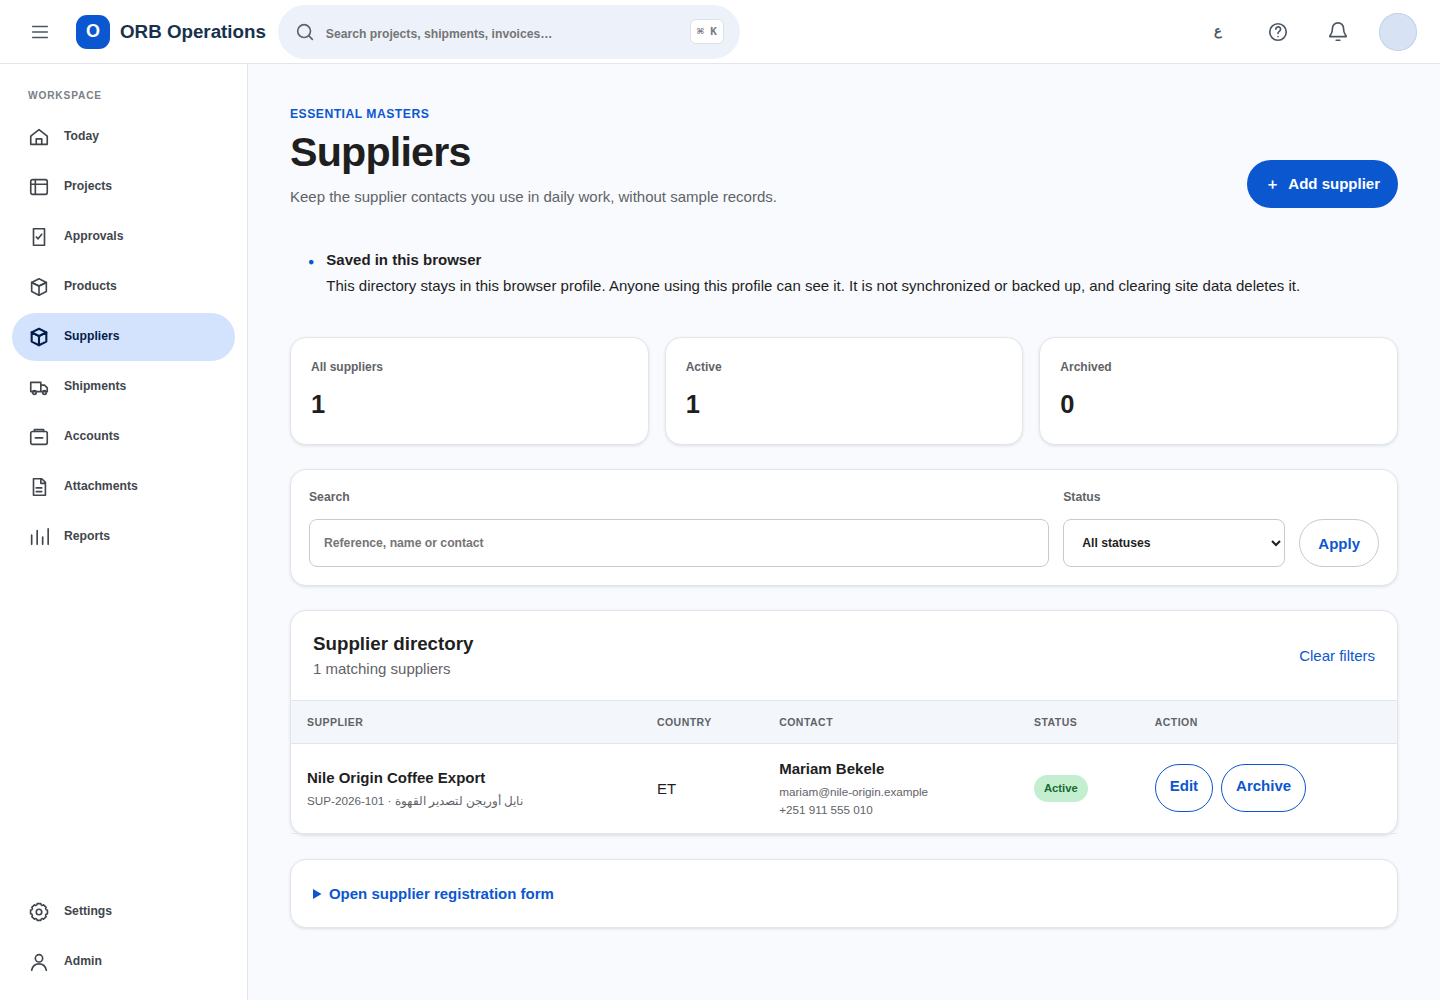 O
ORB Operations
Search projects, shipments, invoices…
⌘ K
ع
WORKSPACE
Today
Projects
Approvals
Products
Suppliers
Shipments
Accounts
Attachments
Reports
Settings
Admin
ESSENTIAL MASTERS
Suppliers
Keep the supplier contacts you use in daily work, without sample records.
+ Add supplier
Saved in this browser
This directory stays in this browser profile. Anyone using this profile can see it. It is not synchronized or backed up, and clearing site data deletes it.
All suppliers
1
Active
1
Archived
0
Search
Reference, name or contact
Status
All statuses
Apply
Supplier directory
1 matching suppliers
Clear filters
SUPPLIER COUNTRY CONTACT STATUS ACTION
Nile Origin Coffee Export
SUP-2026-101 · نايل أوريجن لتصدير القهوة
ET
Mariam Bekele
mariam@nile-origin.example
+251 911 555 010
Active
Edit
Archive
Open supplier registration form